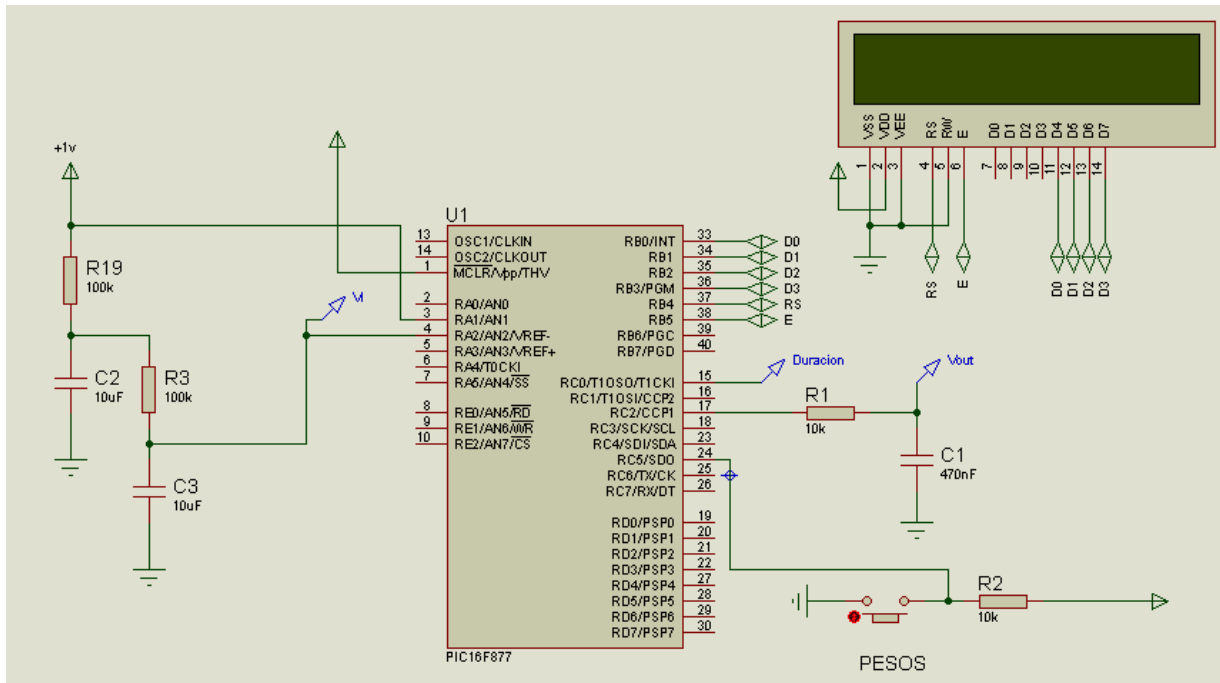 +1v
R19
100k
C2
10uF
R3
100k
C3
10uF
U1
13 OSC1/CLKIN
14 OSC2/CLKOUT
1 MCLR/Vpp/THV
2 RA0/AN0
3 RA1/AN1
4 RA2/AN2/VREF-
5 RA3/AN3/VREF+
6 RA4/T0CKI
7 RA5/AN4/SS
8 RE0/AN5/RD
9 RE1/AN6/WR
10 RE2/AN7/CS
RB0/INT 33 D0
RB1 34 D1
RB2 35 D2
RB3/PGM 36 D3
RB4 37 RS
RB5 38 E
RB6/PGC 39
RB7/PGD 40
RC0/T1OSO/T1CKI 15
RC1/T1OSI/CCP2 16
RC2/CCP1 17
RC3/SCK/SCL 18
RC4/SDI/SDA 23
RC5/SDO 24
RC6/TX/CK 25
RC7/RX/DT 26
RD0/PSP0 19
RD1/PSP1 20
RD2/PSP2 21
RD3/PSP3 22
RD4/PSP4 27
RD5/PSP5 28
RD6/PSP6 29
RD7/PSP7 30
PIC16F877
Duracion
Vout
R1
10k
C1
470nF
R2
10k
PESOS
VSS VDD VEE RS RW E D0 D1 D2 D3 D4 D5 D6 D7
1 2 3 4 5 6 7 8 9 10 11 12 13 14
RS E D0 D1 D2 D3